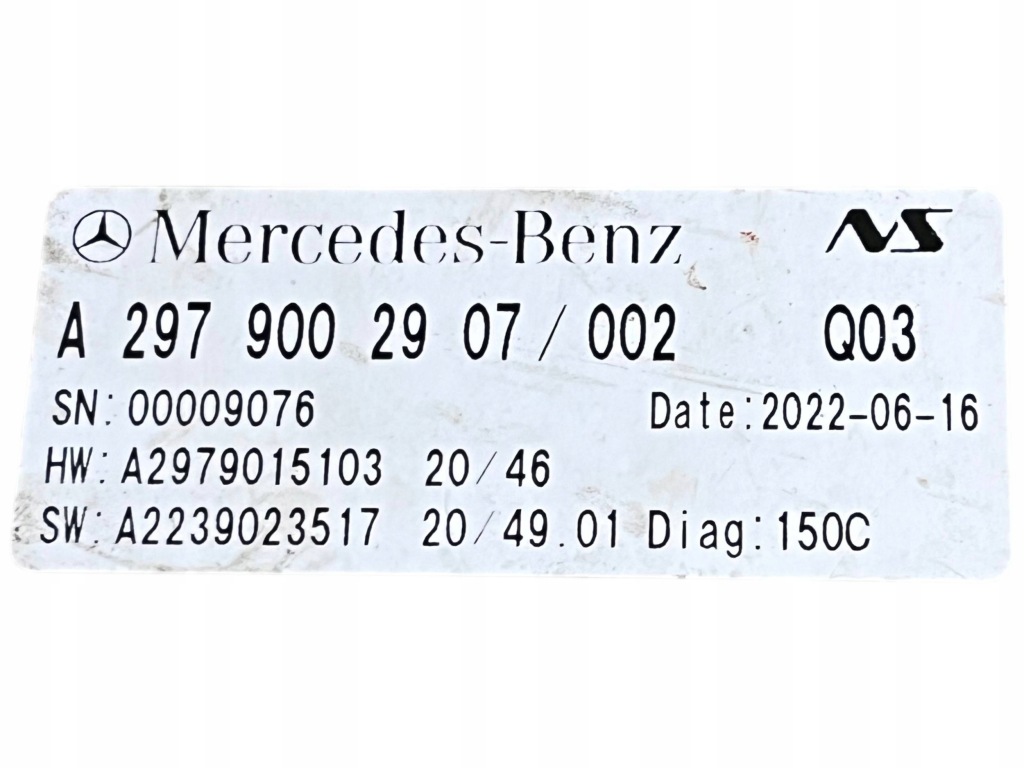 Mercedes-Benz NS
A 297 900 29 07/002 Q03
SN:00009076 Date:2022-06-16
HW:A2979015103 20/46
SW:A2239023517 20/49.01 Diag:150C